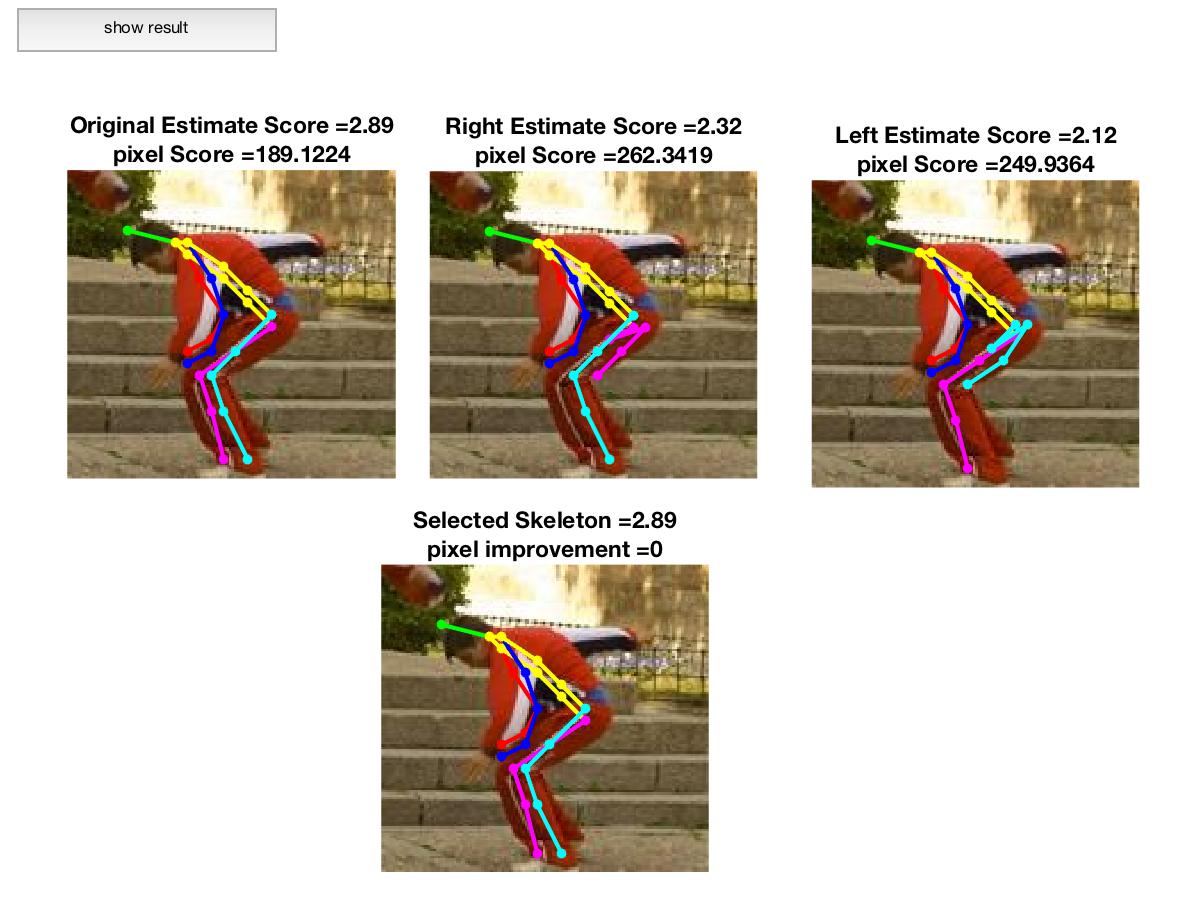 show result
Original Estimate Score =2.89
pixel Score =189.1224
Right Estimate Score =2.32
pixel Score =262.3419
Left Estimate Score =2.12
pixel Score =249.9364
Selected Skeleton =2.89
pixel improvement =0